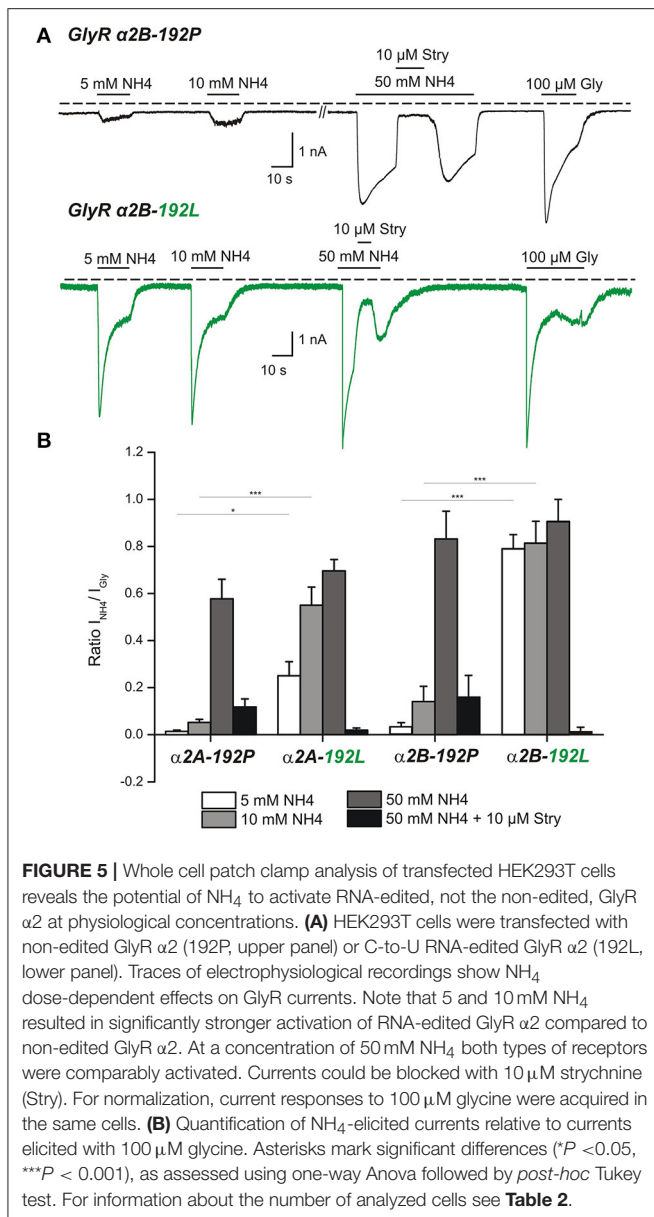 A
GlyR α2B-192P
10 µM Stry
5 mM NH4 10 mM NH4 50 mM NH4 100 µM Gly
//
1 nA
10 s
GlyR α2B-192L
10 µM Stry
5 mM NH4 10 mM NH4 50 mM NH4 100 µM Gly
1 nA
10 s
B
Ratio I_NH4 / I_Gly
1.2
1.0
0.8
0.6
0.4
0.2
0.0
-0.2
*** ***
* ***
α2A-192P α2A-192L α2B-192P α2B-192L
5 mM NH4 50 mM NH4
10 mM NH4 50 mM NH4 + 10 µM Stry
FIGURE 5 | Whole cell patch clamp analysis of transfected HEK293T cells
reveals the potential of NH4 to activate RNA-edited, not the non-edited, GlyR
α2 at physiological concentrations. (A) HEK293T cells were transfected with
non-edited GlyR α2 (192P, upper panel) or C-to-U RNA-edited GlyR α2 (192L,
lower panel). Traces of electrophysiological recordings show NH4
dose-dependent effects on GlyR currents. Note that 5 and 10 mM NH4
resulted in significantly stronger activation of RNA-edited GlyR α2 compared to
non-edited GlyR α2. At a concentration of 50 mM NH4 both types of receptors
were comparably activated. Currents could be blocked with 10 µM strychnine
(Stry). For normalization, current responses to 100 µM glycine were acquired in
the same cells. (B) Quantification of NH4-elicited currents relative to currents
elicited with 100 µM glycine. Asterisks mark significant differences (*P <0.05,
***P < 0.001), as assessed using one-way Anova followed by post-hoc Tukey
test. For information about the number of analyzed cells see Table 2.